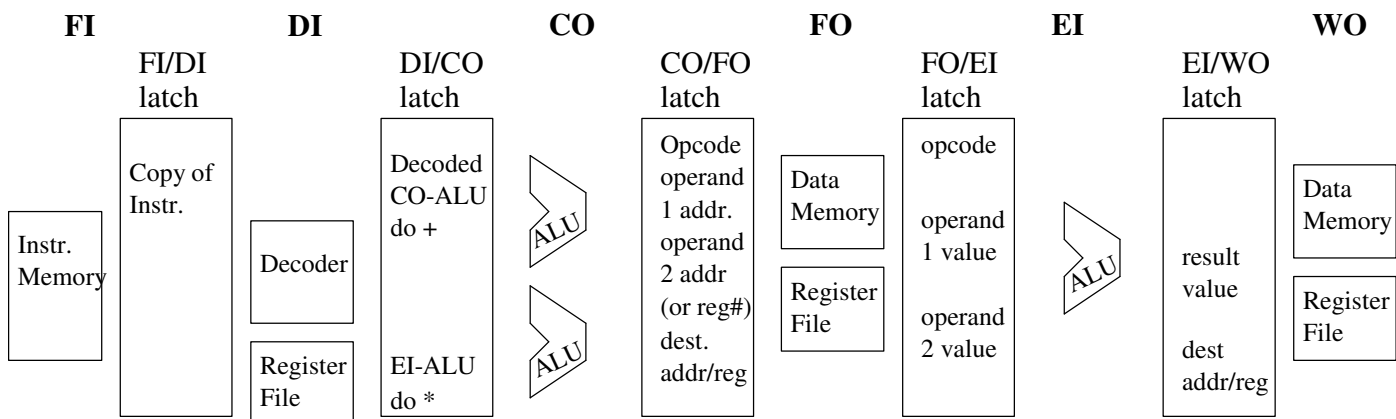 FI
DI
CO
FO
EI
WO
FI/DI
latch
DI/CO
latch
CO/FO
latch
FO/EI
latch
EI/WO
latch
Instr.
Memory
Copy of
Instr.
Decoder
Register
File
Decoded
CO-ALU
do +
EI-ALU
do *
ALU
ALU
Opcode
operand
1 addr.
operand
2 addr
(or reg#)
dest.
addr/reg
Data
Memory
Register
File
opcode
operand
1 value
operand
2 value
ALU
result
value
dest
addr/reg
Data
Memory
Register
File